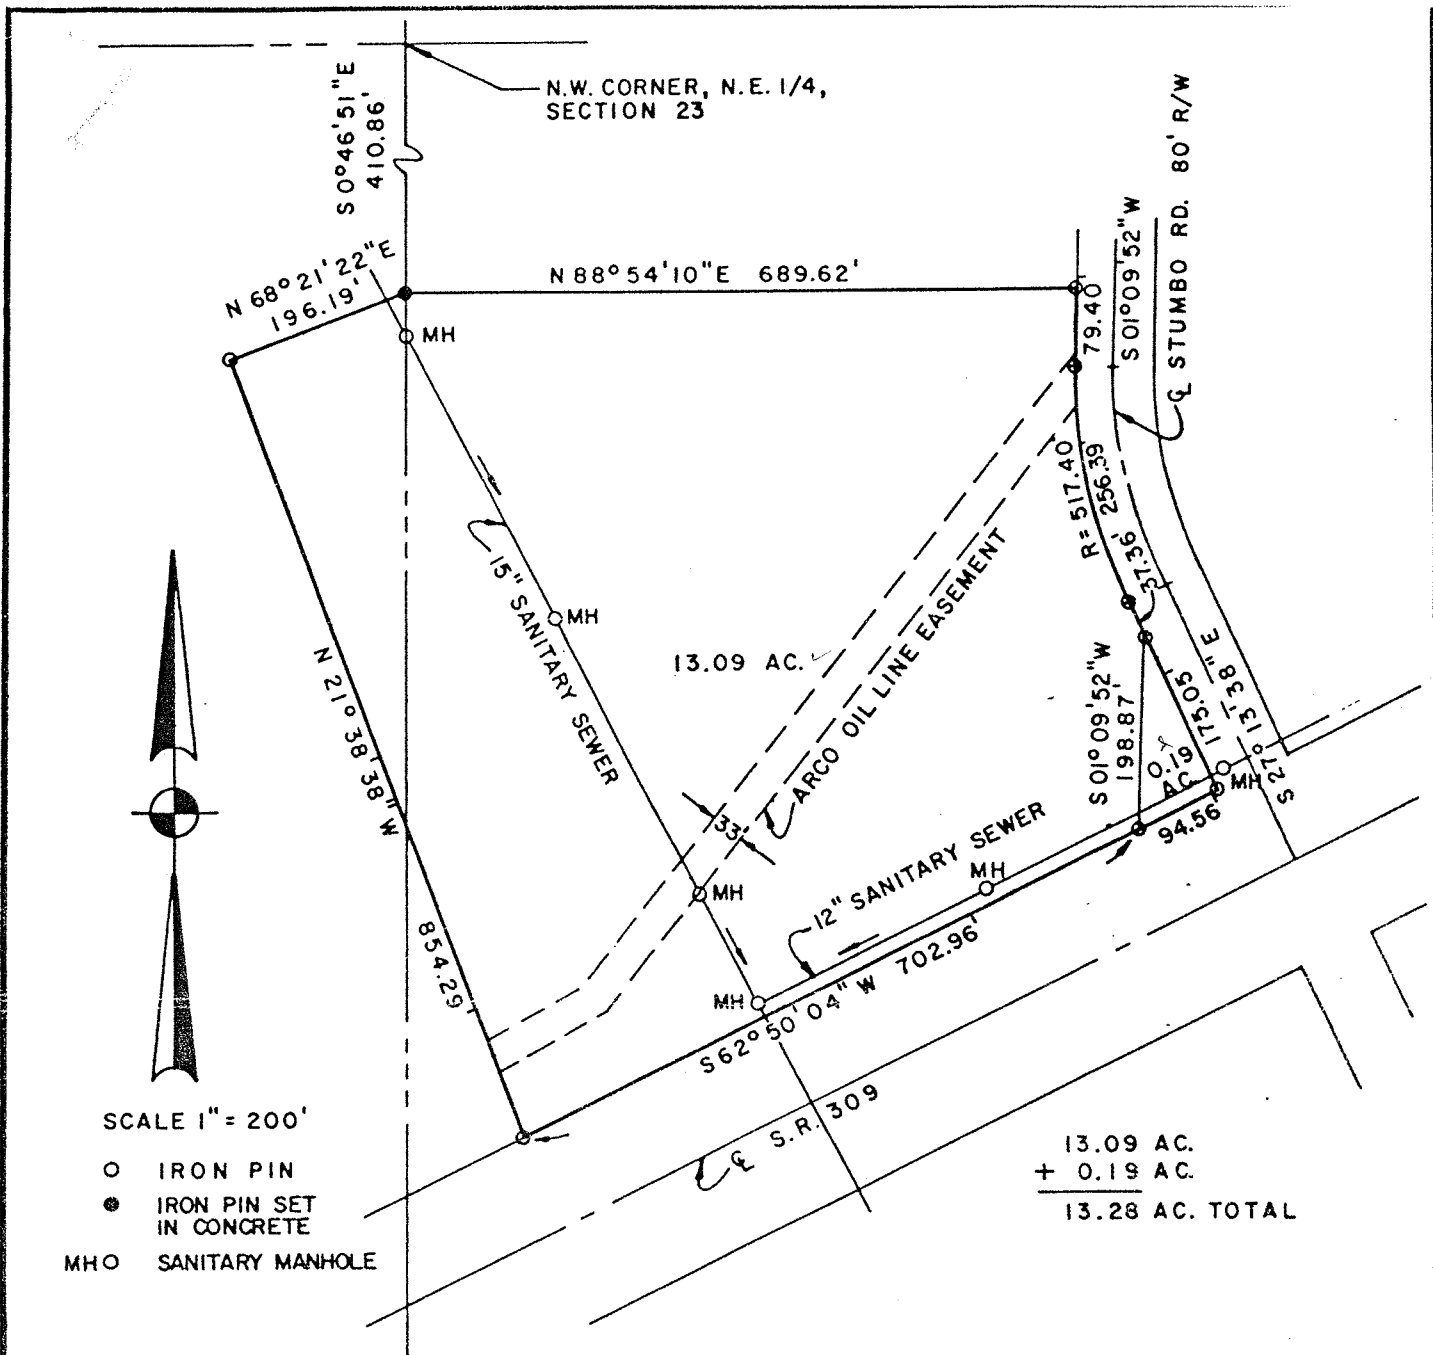 N.W. CORNER, N.E. 1/4,
SECTION 23
S 0°46'51"E
410.86'
N 68°21'22"E
196.19'
N 88°54'10"E 689.62'
79.40
S 01°09'52"W
℄ STUMBO RD. 80' R/W
MH
R= 517.40
256.39
37.36'
15" SANITARY SEWER
MH
13.09 AC.
ARCO OIL LINE EASEMENT
N 21°38'38"W
854.29'
S 01°09'52"W
198.87'
175.05'
S 27°13'38"E
0.19
AC.
MH
94.56
33'
MH
12" SANITARY SEWER
MH
MH
S 62°50'04"W 702.96'
℄ S.R. 309
SCALE 1"= 200'
IRON PIN
IRON PIN SET
IN CONCRETE
MH SANITARY MANHOLE
13.09 AC.
+ 0.19 AC.
13.28 AC. TOTAL